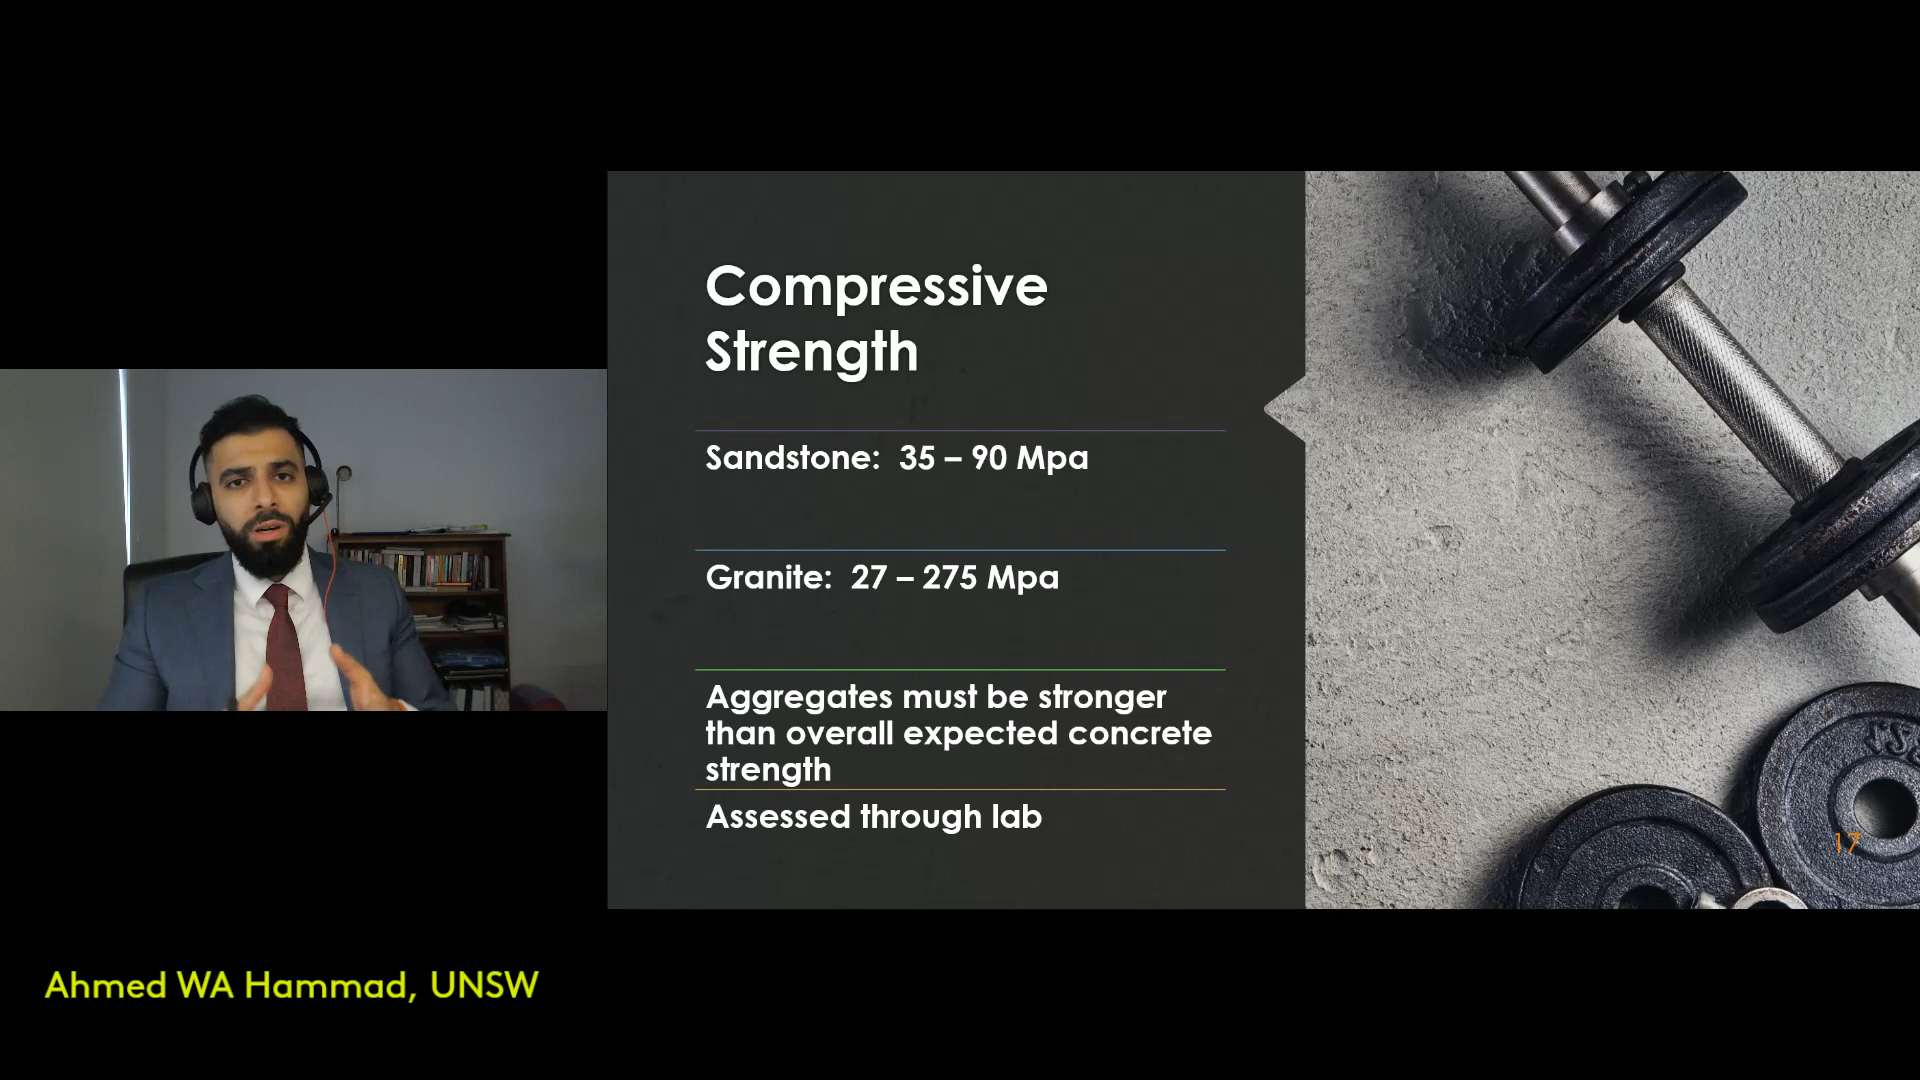 Compressive
Strength
Sandstone:  35 – 90 Mpa
Granite:  27 – 275 Mpa
Aggregates must be stronger
than overall expected concrete
strength
Assessed through lab
17
Ahmed WA Hammad, UNSW